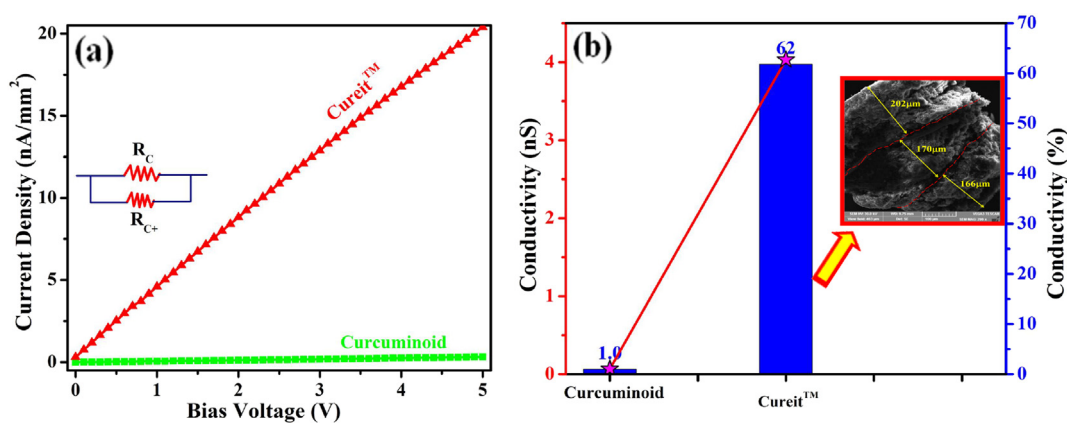 (a)
20
15
10
5
0
Current Density (nA/mm²)
Cureit™
R_C
R_C+
Curcuminoid
0 1 2 3 4 5
Bias Voltage (V)
(b)
4
3
2
1
0
Conductivity (nS)
62
1.0
202μm
170μm
166μm
Curcuminoid
Cureit™
70
60
50
40
30
20
10
0
Conductivity (%)